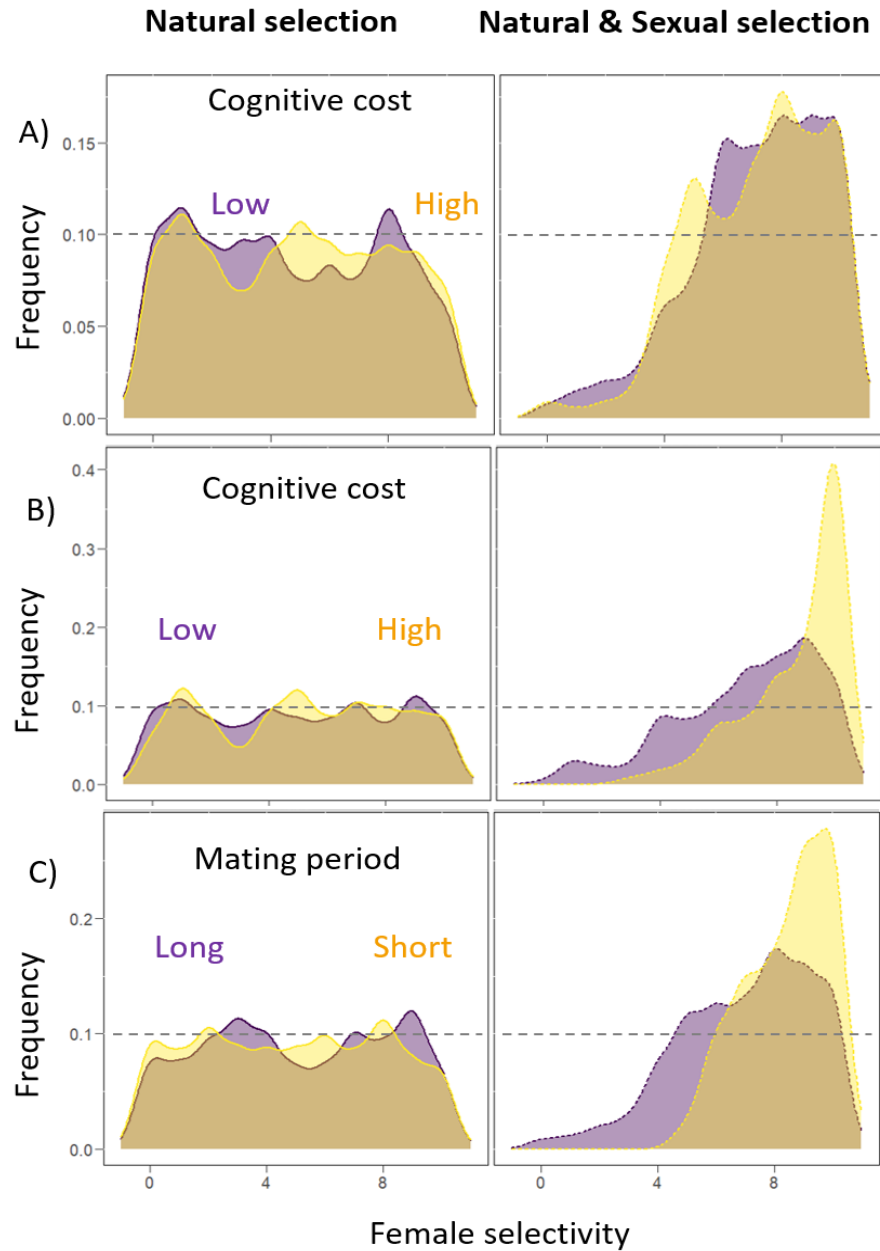 Natural selection Natural & Sexual selection
A)
Cognitive cost
Low High
Frequency
0.15
0.10
0.05
0.00
B)
Cognitive cost
Low High
Frequency
0.4
0.3
0.2
0.1
0.0
C)
Mating period
Long Short
Frequency
0.2
0.1
0.0
0 4 8 0 4 8
Female selectivity